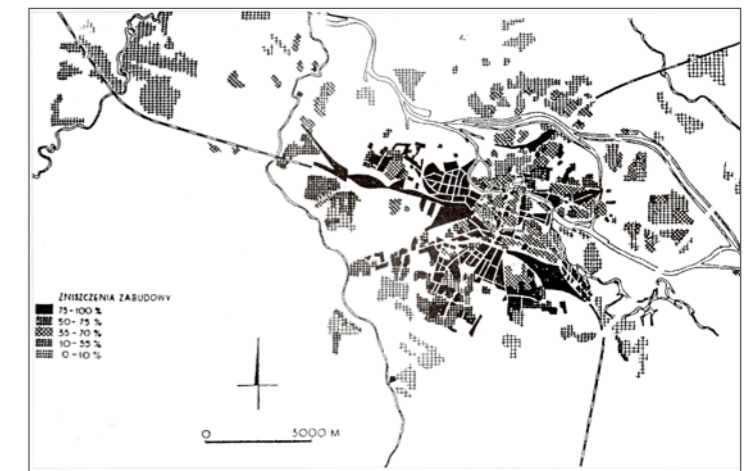 ZNISZCZENIA ZABUDOWY
75-100 %
50-75 %
35-70 %
10-35 %
0-10 %
0 5000 M